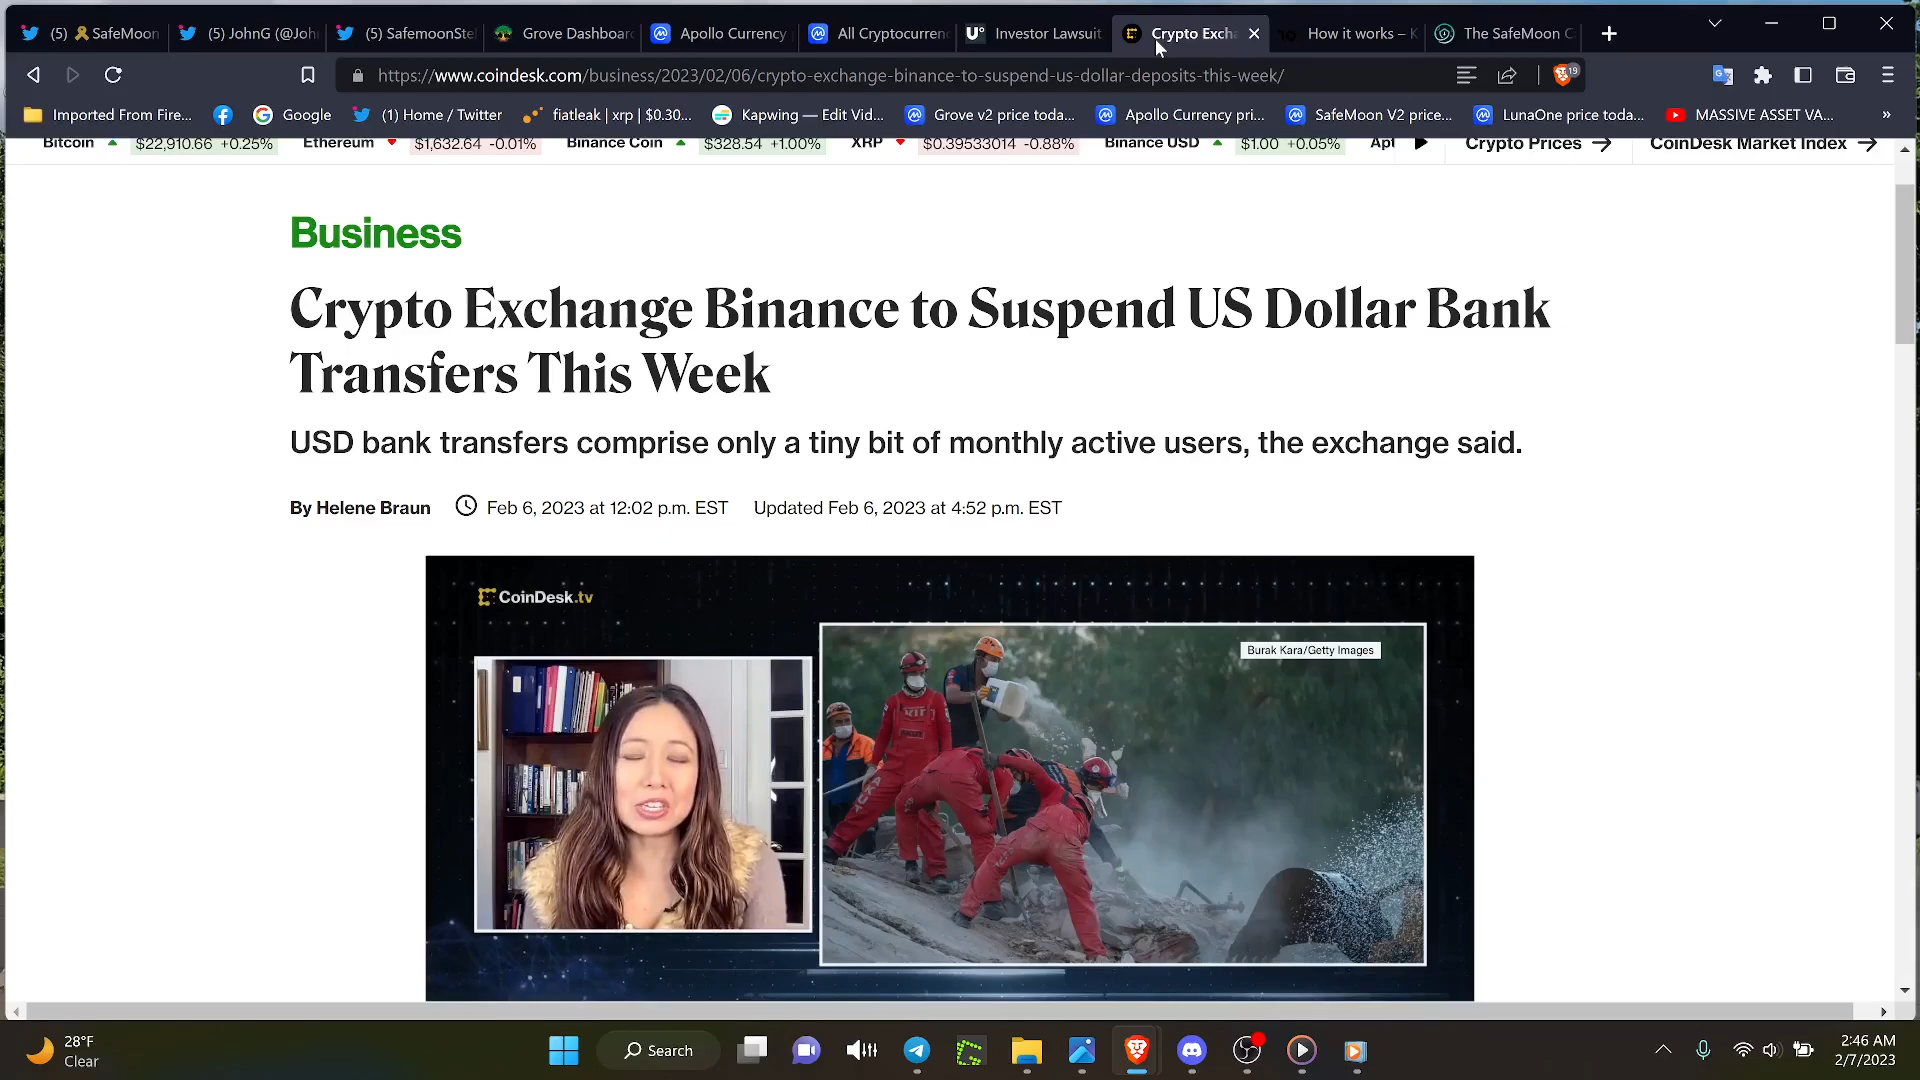 (5) 🎗 SafeMoon
(5) JohnG (@Joh
(5) SafemoonSte
Grove Dashboar
Apollo Currency
All Cryptocurren
Investor Lawsuit
Crypto Exch
How it works – K
The SafeMoon C
https://www.coindesk.com/business/2023/02/06/crypto-exchange-binance-to-suspend-us-dollar-deposits-this-week/
19
Imported From Fire...
Google
(1) Home / Twitter
fiatleak | xrp | $0.30...
Kapwing — Edit Vid...
Grove v2 price toda...
Apollo Currency pri...
SafeMoon V2 price...
LunaOne price toda...
MASSIVE ASSET VA...
»
Bitcoin $22,910.66 +0.25% Ethereum $1,632.64 -0.01% Binance Coin $328.54 +1.00% XRP $0.39533014 -0.88% Binance USD $1.00 +0.05% Apt
Crypto Prices → CoinDesk Market Index →
Business
Crypto Exchange Binance to Suspend US Dollar Bank
Transfers This Week
USD bank transfers comprise only a tiny bit of monthly active users, the exchange said.
By Helene Braun Feb 6, 2023 at 12:02 p.m. EST Updated Feb 6, 2023 at 4:52 p.m. EST
CoinDesk.tv
Burak Kara/Getty Images
28°F
Clear
Search
2:46 AM
2/7/2023